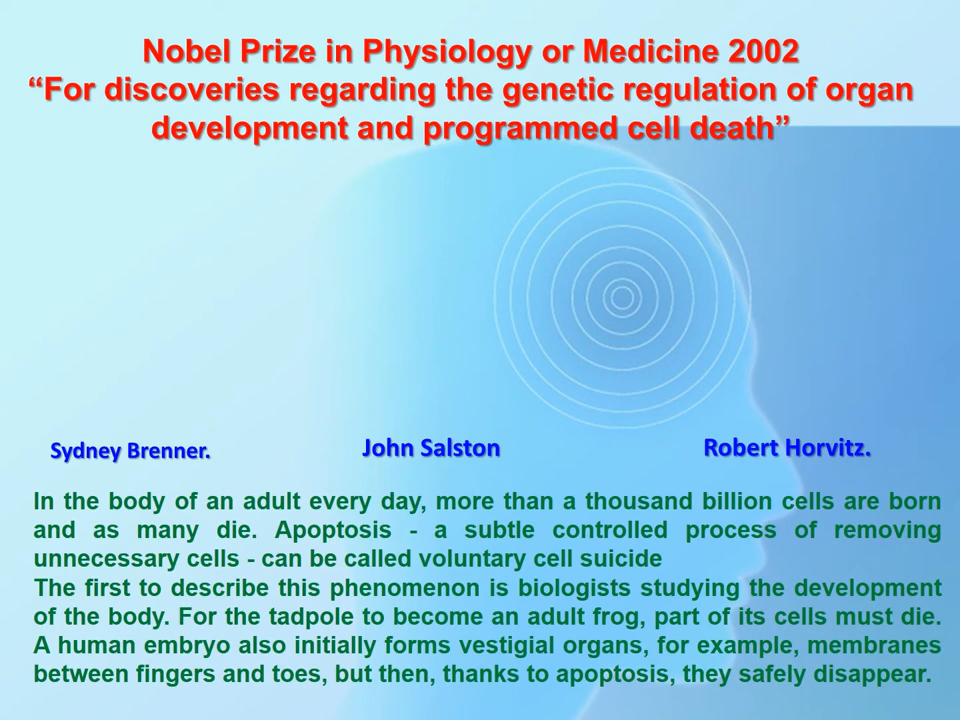 Nobel Prize in Physiology or Medicine 2002
“For discoveries regarding the genetic regulation of organ
development and programmed cell death”
Sydney Brenner.
John Salston
Robert Horvitz.
In the body of an adult every day, more than a thousand billion cells are born
and as many die. Apoptosis - a subtle controlled process of removing
unnecessary cells - can be called voluntary cell suicide
The first to describe this phenomenon is biologists studying the development
of the body. For the tadpole to become an adult frog, part of its cells must die.
A human embryo also initially forms vestigial organs, for example, membranes
between fingers and toes, but then, thanks to apoptosis, they safely disappear.